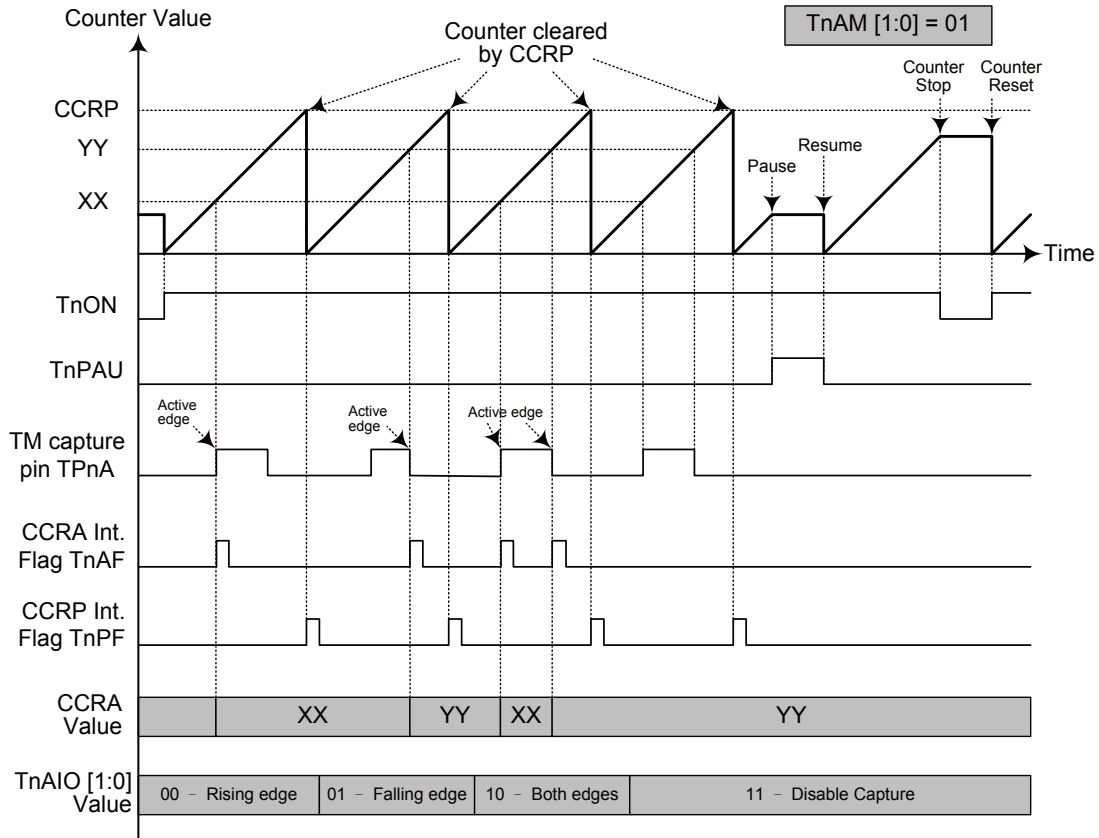 Counter Value
TnAM [1:0] = 01
Counter cleared
by CCRP
Counter
Stop
Counter
Reset
CCRP
YY
XX
Pause
Resume
Time
TnON
TnPAU
Active
edge
Active
edge
Active edge
TM capture
pin TPnA
CCRA Int.
Flag TnAF
CCRP Int.
Flag TnPF
CCRA
Value
XX
YY
XX
YY
TnAIO [1:0]
Value
00 – Rising edge
01 – Falling edge
10 – Both edges
11 – Disable Capture